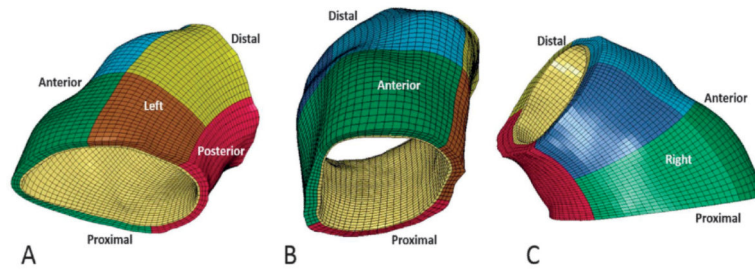 Distal
Anterior
Left
Posterior
Proximal
A
Distal
Anterior
Proximal
B
Distal
Anterior
Right
Proximal
C